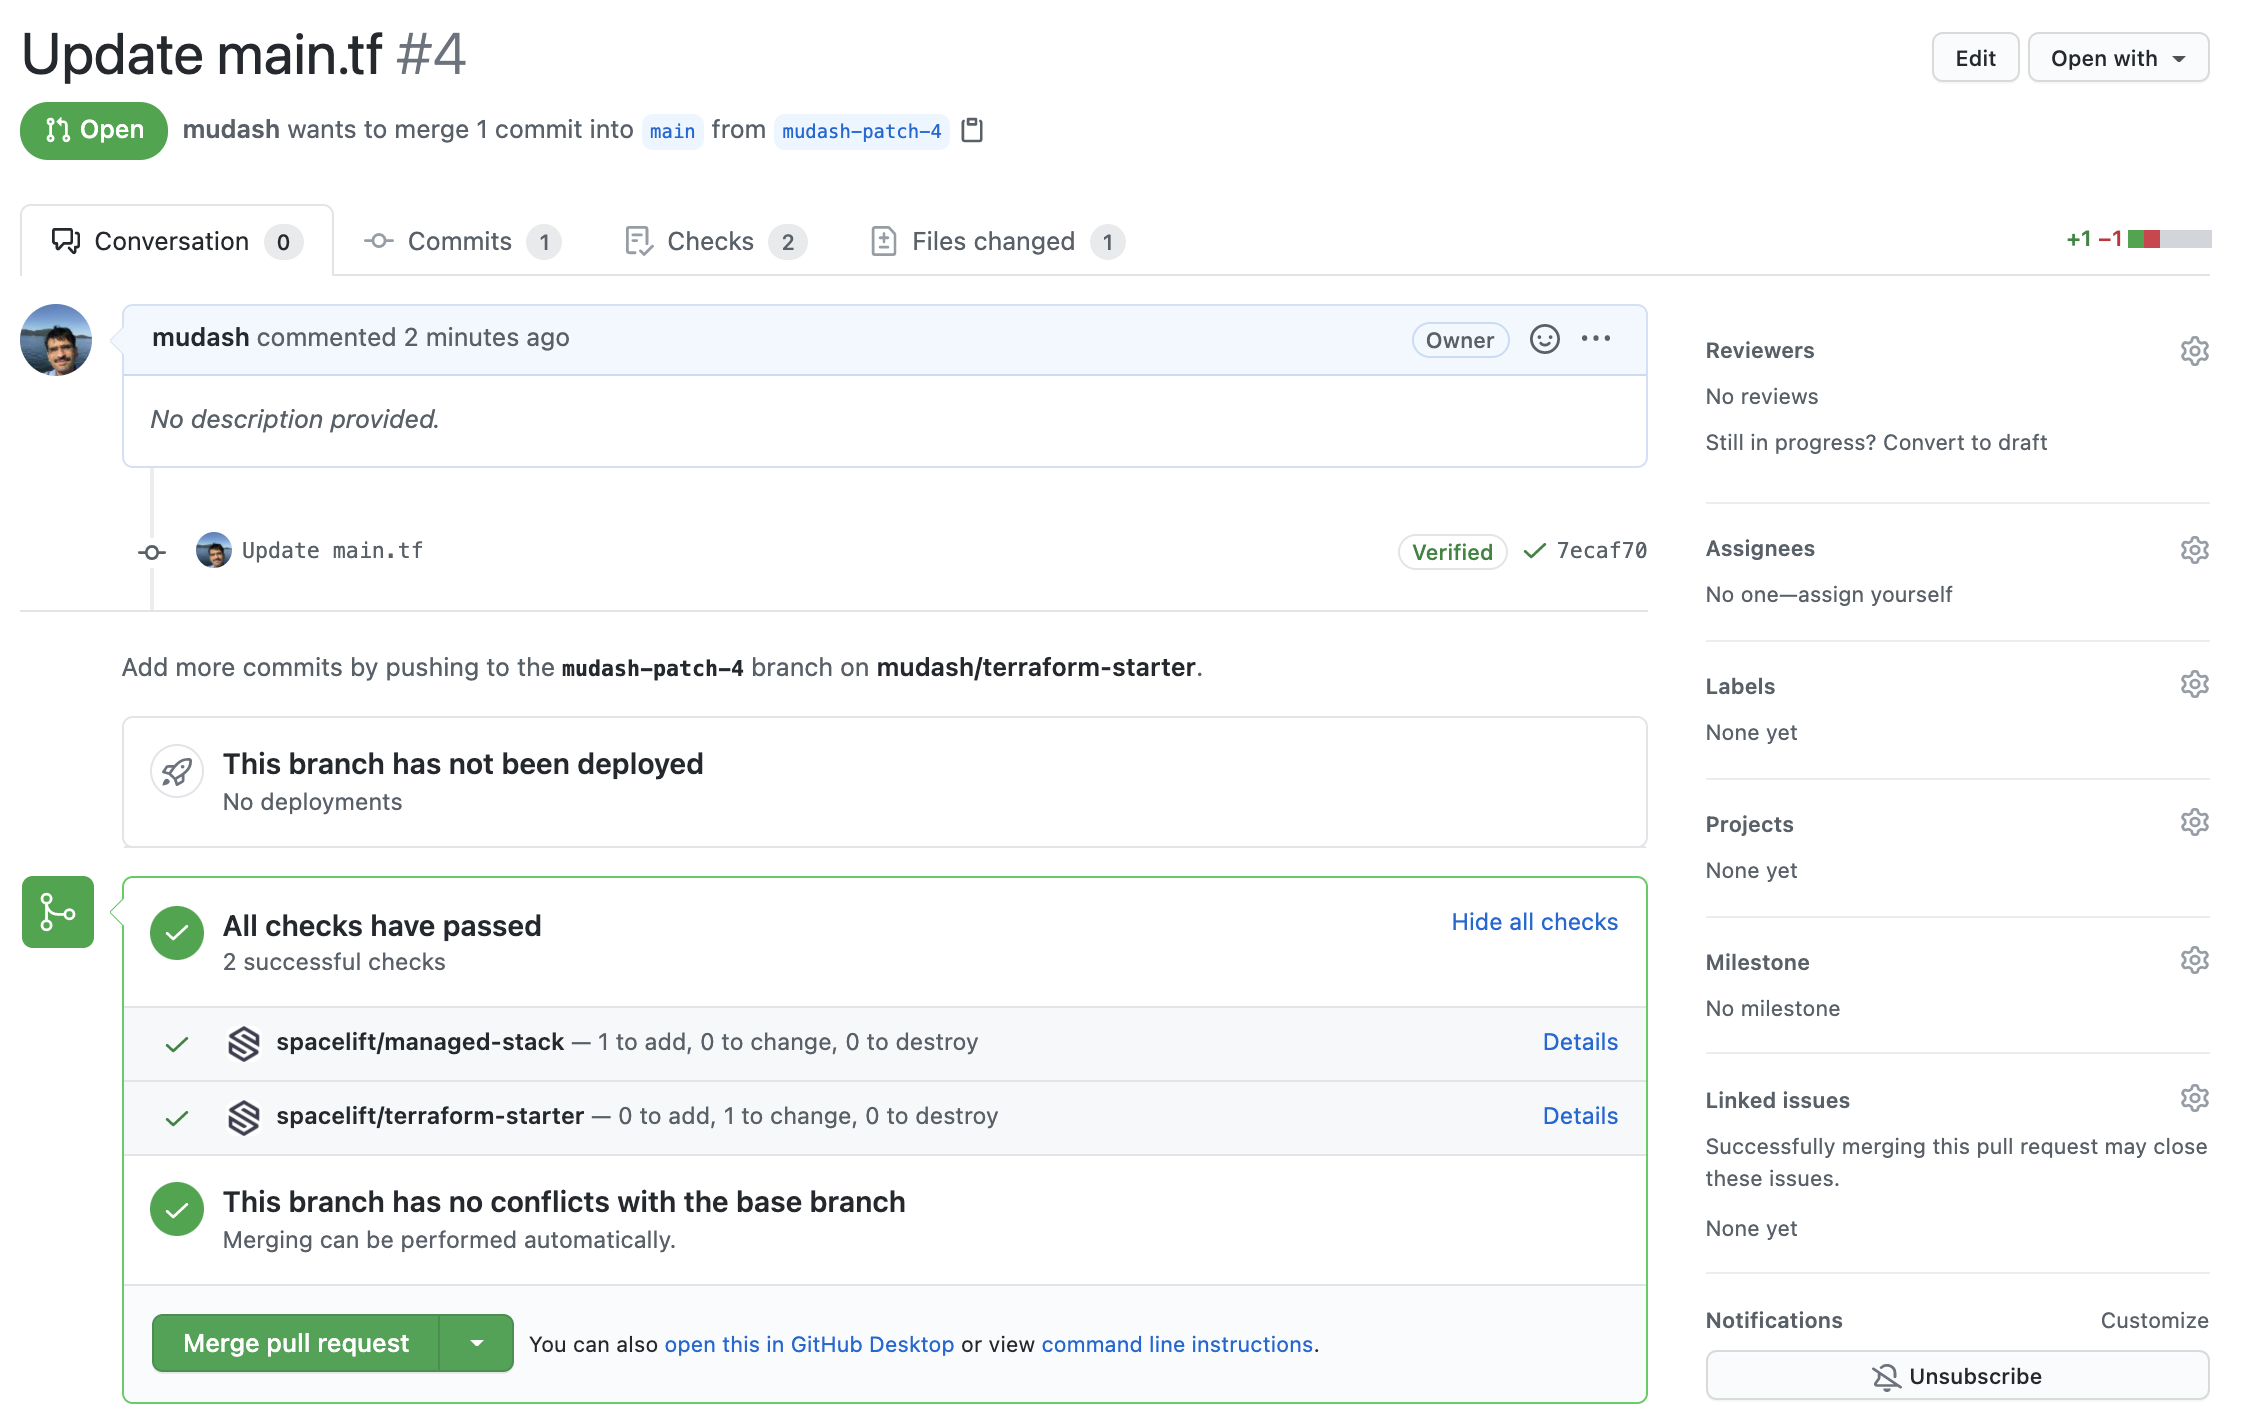 Update main.tf #4
Edit
Open with
Open
mudash wants to merge 1 commit into main from mudash-patch-4
Conversation 0
Commits 1
Checks 2
Files changed 1
+1 −1
mudash commented 2 minutes ago
Owner
No description provided.
Update main.tf
Verified
7ecaf70
Add more commits by pushing to the mudash-patch-4 branch on mudash/terraform-starter.
This branch has not been deployed
No deployments
All checks have passed
Hide all checks
2 successful checks
spacelift/managed-stack — 1 to add, 0 to change, 0 to destroy
Details
spacelift/terraform-starter — 0 to add, 1 to change, 0 to destroy
Details
This branch has no conflicts with the base branch
Merging can be performed automatically.
Merge pull request
You can also open this in GitHub Desktop or view command line instructions.
Reviewers
No reviews
Still in progress? Convert to draft
Assignees
No one—assign yourself
Labels
None yet
Projects
None yet
Milestone
No milestone
Linked issues
Successfully merging this pull request may close
these issues.
None yet
Notifications
Customize
Unsubscribe